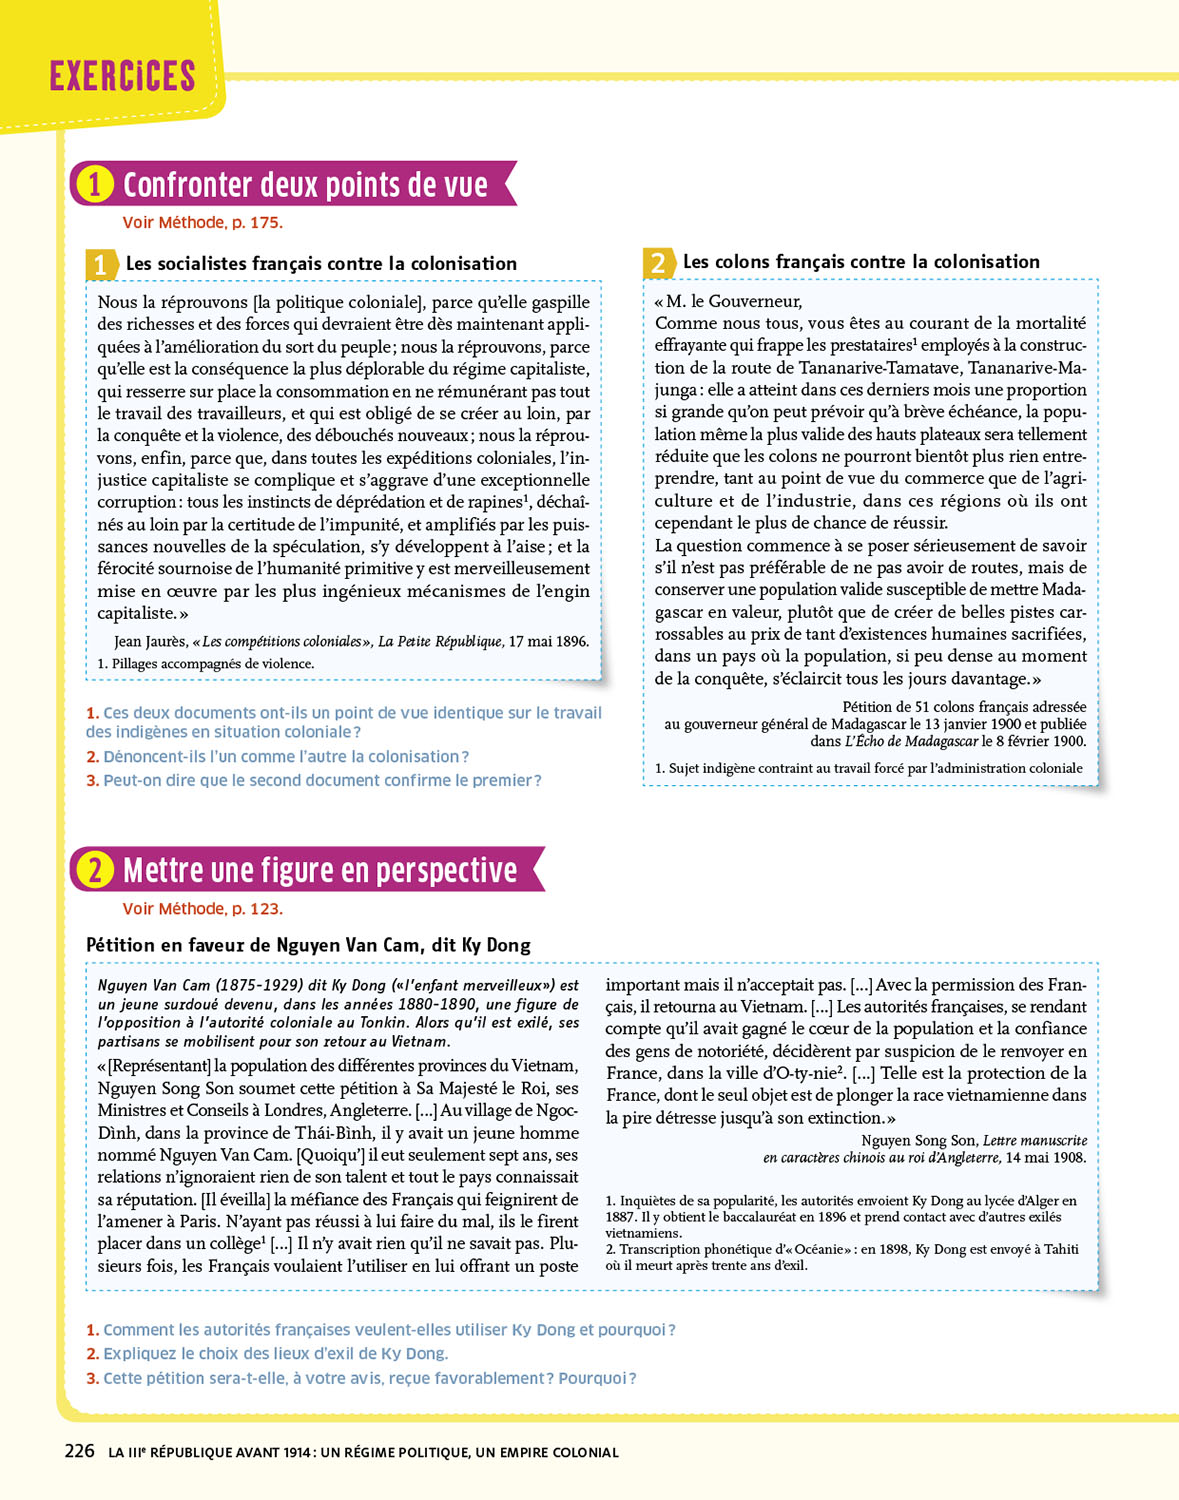 EXERCiCES
1 Confronter deux points de vue
Voir Méthode, p. 175.
1 Les socialistes français contre la colonisation
Nous la réprouvons [la politique coloniale], parce qu’elle gaspille
des richesses et des forces qui devraient être dès maintenant appli-
quées à l’amélioration du sort du peuple ; nous la réprouvons, parce
qu’elle est la conséquence la plus déplorable du régime capitaliste,
qui resserre sur place la consommation en ne rémunérant pas tout
le travail des travailleurs, et qui est obligé de se créer au loin, par
la conquête et la violence, des débouchés nouveaux ; nous la réprou-
vons, enfin, parce que, dans toutes les expéditions coloniales, l’in-
justice capitaliste se complique et s’aggrave d’une exceptionnelle
corruption : tous les instincts de déprédation et de rapines¹, déchaî-
nés au loin par la certitude de l’impunité, et amplifiés par les puis-
sances nouvelles de la spéculation, s’y développent à l’aise ; et la
férocité sournoise de l’humanité primitive y est merveilleusement
mise en œuvre par les plus ingénieux mécanismes de l’engin
capitaliste. »
Jean Jaurès, « Les compétitions coloniales », La Petite République, 17 mai 1896.
1. Pillages accompagnés de violence.
1. Ces deux documents ont-ils un point de vue identique sur le travail
des indigènes en situation coloniale ?
2. Dénoncent-ils l’un comme l’autre la colonisation ?
3. Peut-on dire que le second document confirme le premier ?
2 Les colons français contre la colonisation
« M. le Gouverneur,
Comme nous tous, vous êtes au courant de la mortalité
effrayante qui frappe les prestataires¹ employés à la construc-
tion de la route de Tananarive-Tamatave, Tananarive-Ma-
junga : elle a atteint dans ces derniers mois une proportion
si grande qu’on peut prévoir qu’à brève échéance, la popu-
lation même la plus valide des hauts plateaux sera tellement
réduite que les colons ne pourront bientôt plus rien entre-
prendre, tant au point de vue du commerce que de l’agri-
culture et de l’industrie, dans ces régions où ils ont
cependant le plus de chance de réussir.
La question commence à se poser sérieusement de savoir
s’il n’est pas préférable de ne pas avoir de routes, mais de
conserver une population valide susceptible de mettre Mada-
gascar en valeur, plutôt que de créer de belles pistes car-
rossables au prix de tant d’existences humaines sacrifiées,
dans un pays où la population, si peu dense au moment
de la conquête, s’éclaircit tous les jours davantage. »
Pétition de 51 colons français adressée
au gouverneur général de Madagascar le 13 janvier 1900 et publiée
dans L’Écho de Madagascar le 8 février 1900.
1. Sujet indigène contraint au travail forcé par l’administration coloniale
2 Mettre une figure en perspective
Voir Méthode, p. 123.
Pétition en faveur de Nguyen Van Cam, dit Ky Dong
Nguyen Van Cam (1875-1929) dit Ky Dong («l’enfant merveilleux») est
un jeune surdoué devenu, dans les années 1880-1890, une figure de
l’opposition à l’autorité coloniale au Tonkin. Alors qu’il est exilé, ses
partisans se mobilisent pour son retour au Vietnam.
« [Représentant] la population des différentes provinces du Vietnam,
Nguyen Song Son soumet cette pétition à Sa Majesté le Roi, ses
Ministres et Conseils à Londres, Angleterre. [...] Au village de Ngoc-
Dình, dans la province de Thái-Bình, il y avait un jeune homme
nommé Nguyen Van Cam. [Quoiqu’] il eut seulement sept ans, ses
relations n’ignoraient rien de son talent et tout le pays connaissait
sa réputation. [Il éveilla] la méfiance des Français qui feignirent de
l’amener à Paris. N’ayant pas réussi à lui faire du mal, ils le firent
placer dans un collège¹ [...] Il n’y avait rien qu’il ne savait pas. Plu-
sieurs fois, les Français voulaient l’utiliser en lui offrant un poste
important mais il n’acceptait pas. [...] Avec la permission des Fran-
çais, il retourna au Vietnam. [...] Les autorités françaises, se rendant
compte qu’il avait gagné le cœur de la population et la confiance
des gens de notoriété, décidèrent par suspicion de le renvoyer en
France, dans la ville d’O-ty-nie². [...] Telle est la protection de la
France, dont le seul objet est de plonger la race vietnamienne dans
la pire détresse jusqu’à son extinction. »
Nguyen Song Son, Lettre manuscrite
en caractères chinois au roi d’Angleterre, 14 mai 1908.
1. Inquiètes de sa popularité, les autorités envoient Ky Dong au lycée d’Alger en
1887. Il y obtient le baccalauréat en 1896 et prend contact avec d’autres exilés
vietnamiens.
2. Transcription phonétique d’« Océanie » : en 1898, Ky Dong est envoyé à Tahiti
où il meurt après trente ans d’exil.
1. Comment les autorités françaises veulent-elles utiliser Ky Dong et pourquoi ?
2. Expliquez le choix des lieux d’exil de Ky Dong.
3. Cette pétition sera-t-elle, à votre avis, reçue favorablement ? Pourquoi ?
226 LA IIIᵉ RÉPUBLIQUE AVANT 1914 : UN RÉGIME POLITIQUE, UN EMPIRE COLONIAL